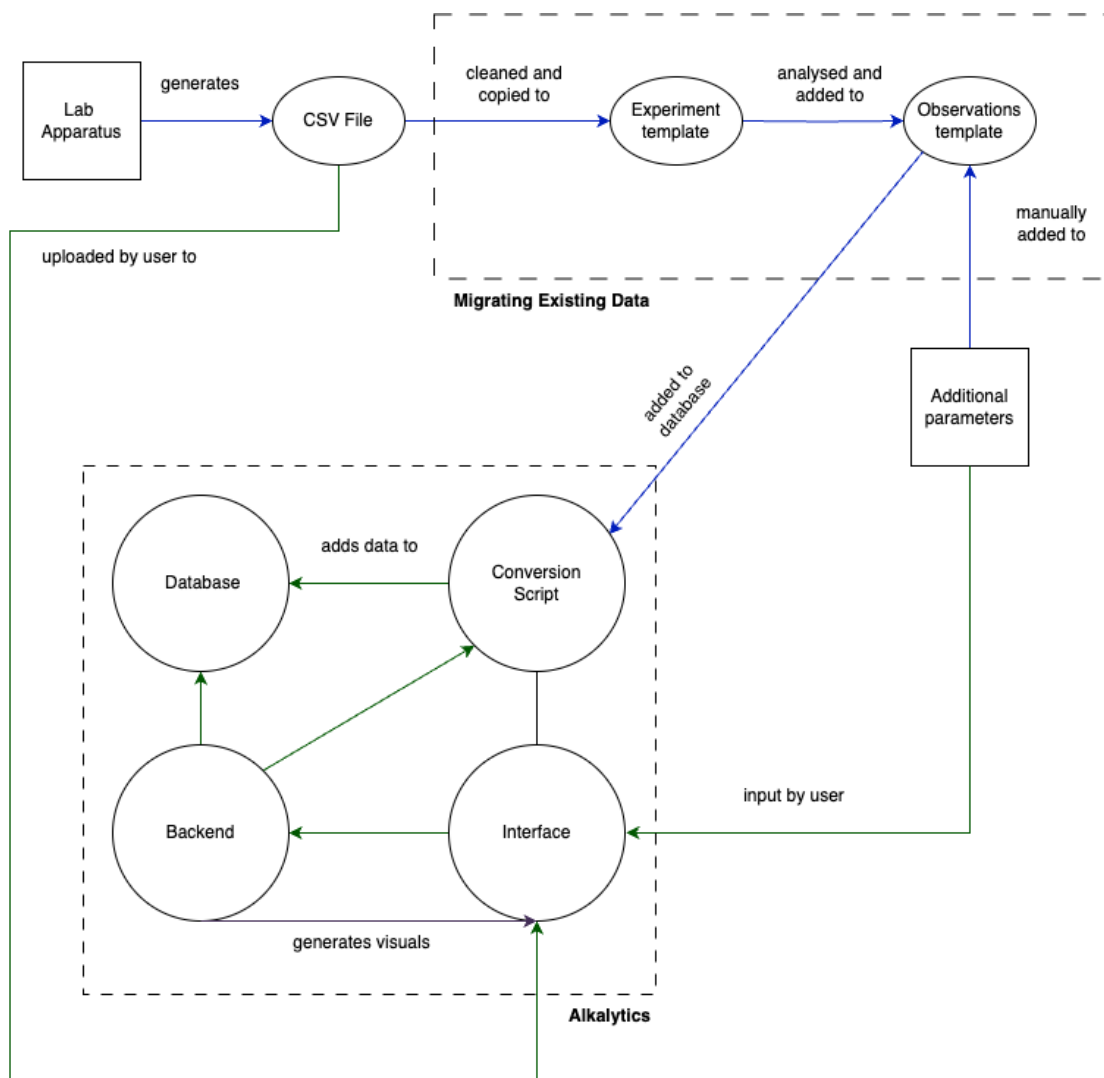 Lab
Apparatus
generates
CSV File
cleaned and
copied to
Experiment
template
analysed and
added to
Observations
template
manually
added to
uploaded by user to
Migrating Existing Data
Additional
parameters
added to
database
Database
adds data to
Conversion
Script
Backend
Interface
input by user
generates visuals
Alkalytics